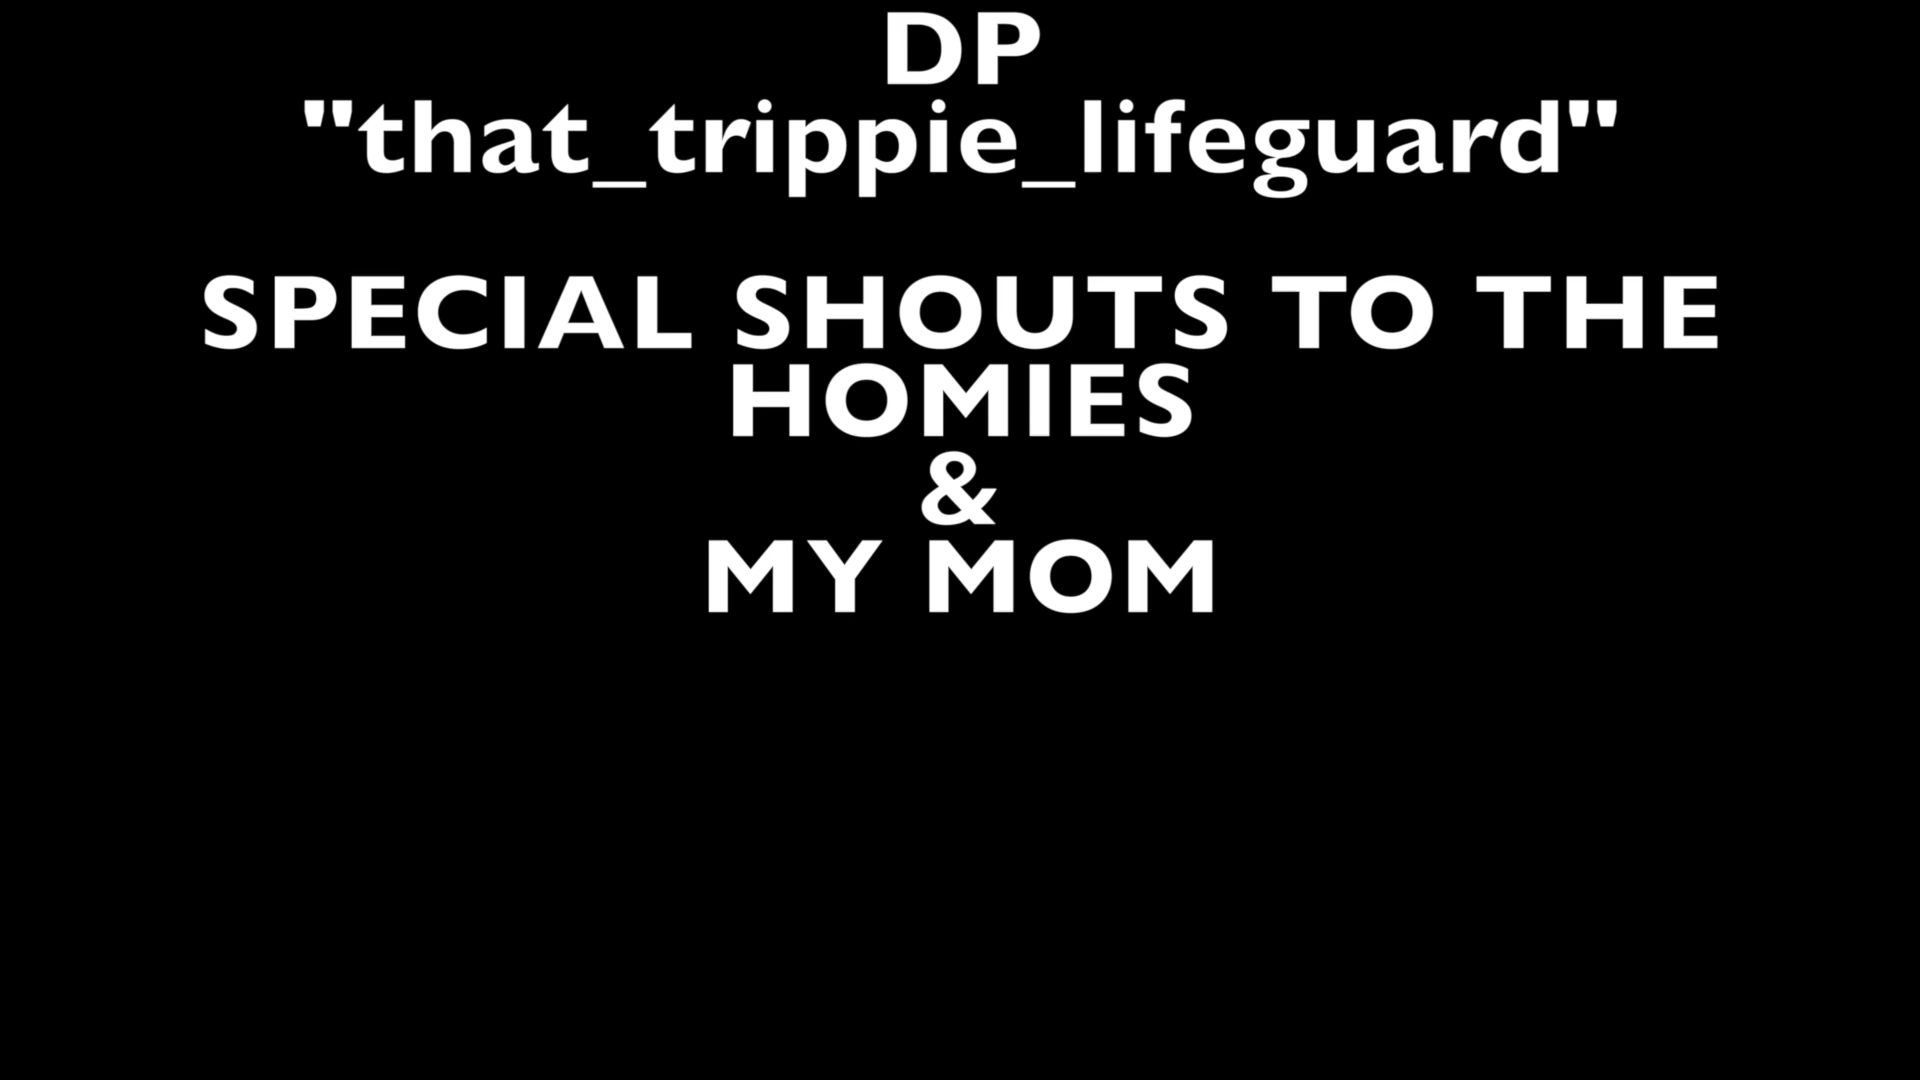 DP
"that_trippie_lifeguard"
SPECIAL SHOUTS TO THE
HOMIES
&
MY MOM